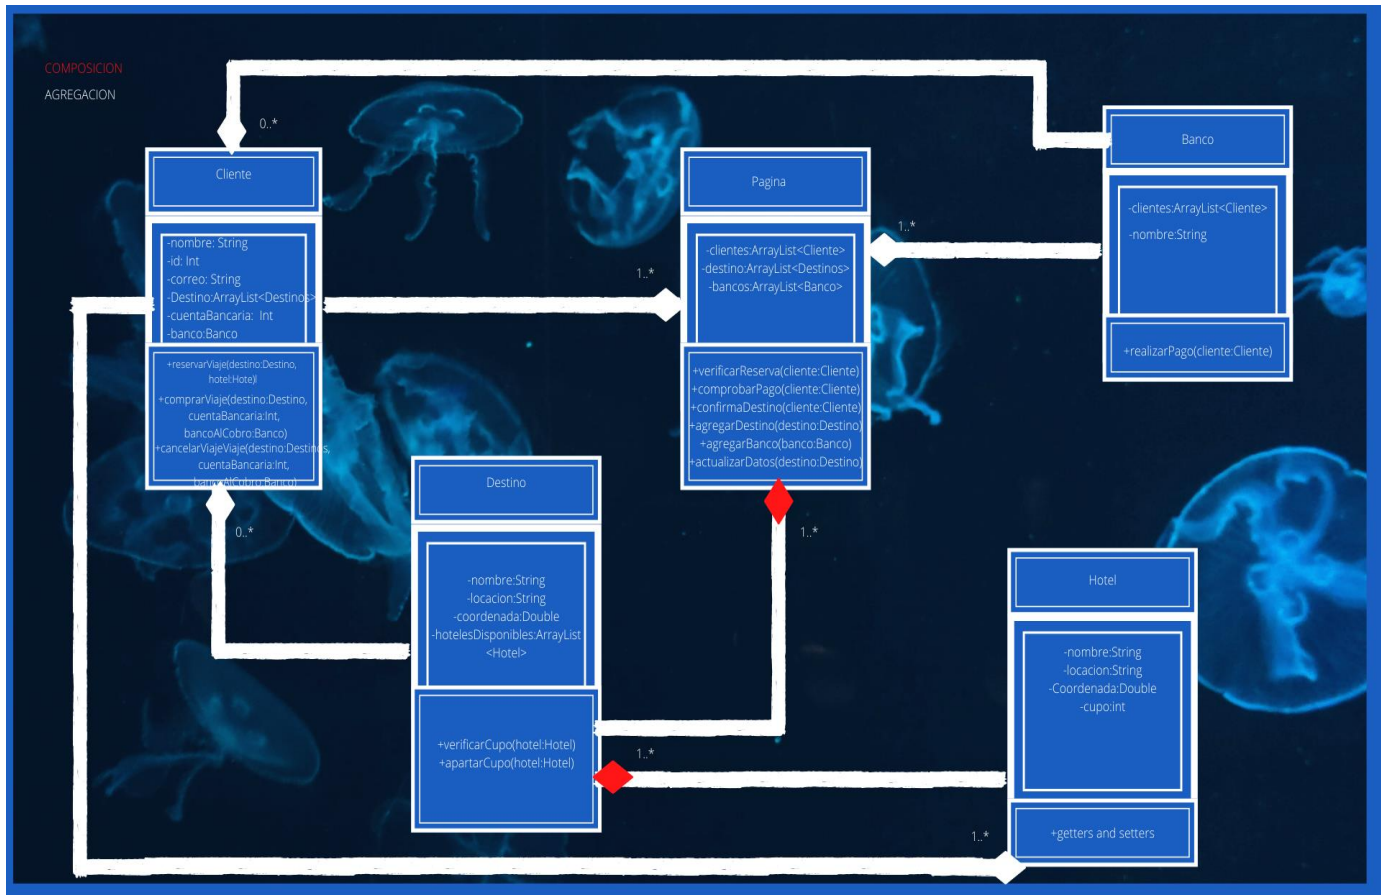 COMPOSICION
AGREGACION
0..*
Cliente
-nombre: String
-id: Int
-correo: String
-Destino:ArrayList<Destinos>
-cuentaBancaria: Int
-banco:Banco
+reservarViaje(destino:Destino,
hotel:Hotel)
+comprarViaje(destino:Destino,
cuentaBancaria:Int,
bancoAlCobro:Banco)
+cancelarViajeViaje(destino:Destinos,
cuentaBancaria:Int,
bancoAlCobro:Banco)
0..*
1..*
Pagina
-clientes:ArrayList<Cliente>
-destino:ArrayList<Destinos>
-bancos:ArrayList<Banco>
+verificarReserva(cliente:Cliente)
+comprobarPago(cliente:Cliente)
+confirmaDestino(cliente:Cliente)
+agregarDestino(destino:Destino)
+agregarBanco(banco:Banco)
+actualizarDatos(destino:Destino)
1..*
1..*
Banco
-clientes:ArrayList<Cliente>
-nombre:String
+realizarPago(cliente:Cliente)
Destino
-nombre:String
-locacion:String
-coordenada:Double
-hotelesDisponibles:ArrayList
<Hotel>
+verificarCupo(hotel:Hotel)
+apartarCupo(hotel:Hotel)
1..*
Hotel
-nombre:String
-locacion:String
-Coordenada:Double
-cupo:int
+getters and setters
1..*